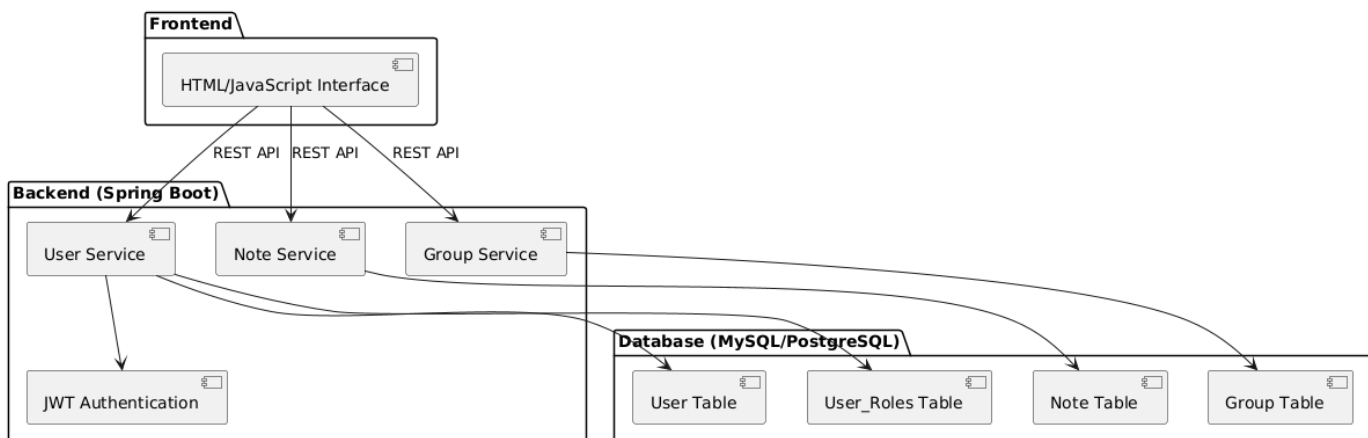 Frontend
HTML/JavaScript Interface
REST API
REST API
REST API
Backend (Spring Boot)
User Service
Note Service
Group Service
Database (MySQL/PostgreSQL)
JWT Authentication
User Table
User_Roles Table
Note Table
Group Table